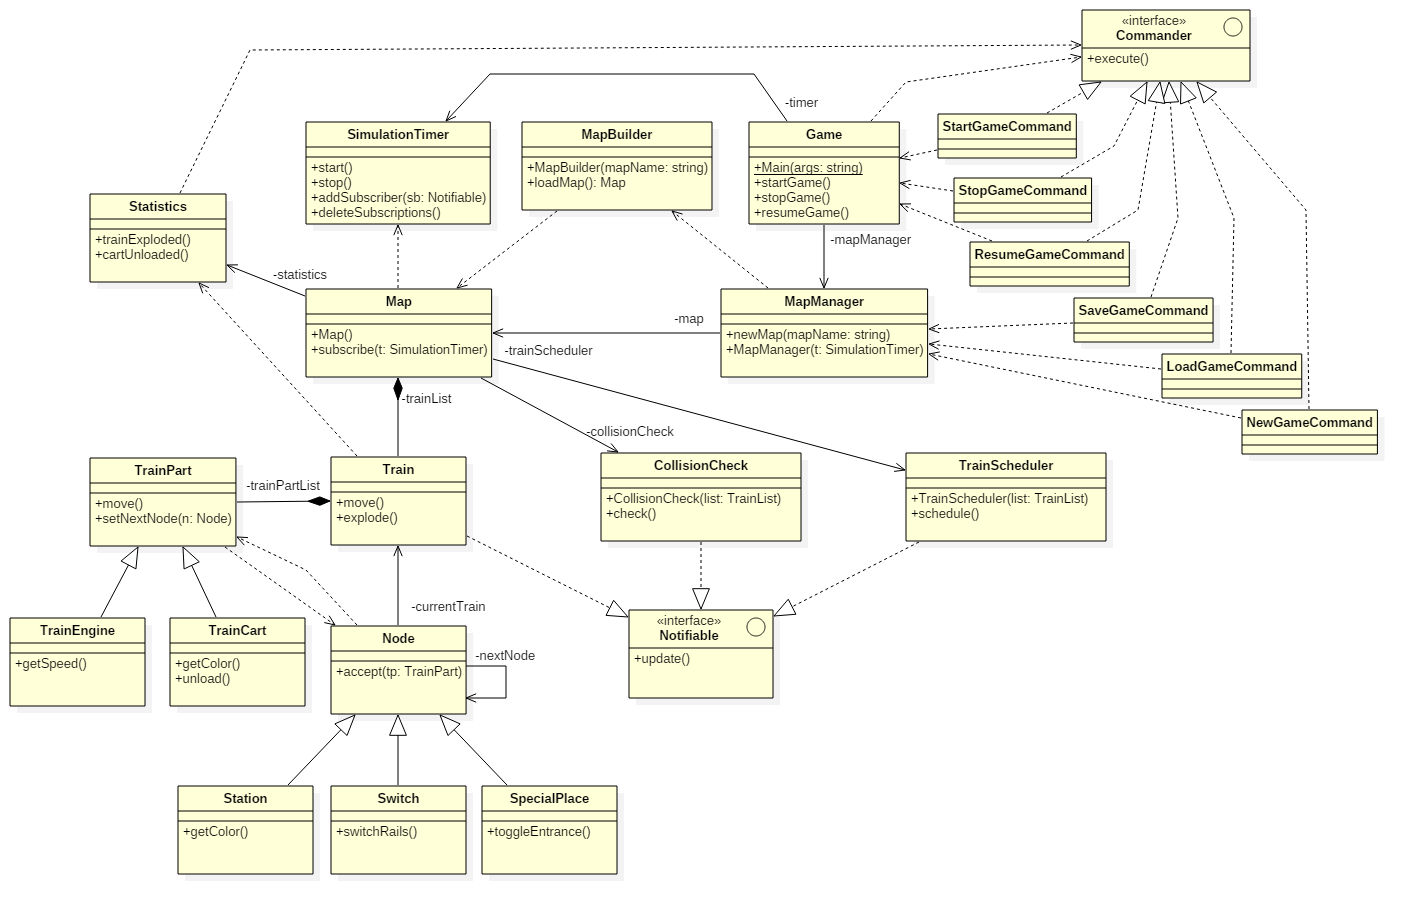 «interface»
Commander
+execute()
-timer
SimulationTimer
+start()
+stop()
+addSubscriber(sb: Notifiable)
+deleteSubscriptions()
MapBuilder
+MapBuilder(mapName: string)
+loadMap(): Map
Game
+Main(args: string)
+startGame()
+stopGame()
+resumeGame()
StartGameCommand
StopGameCommand
ResumeGameCommand
SaveGameCommand
LoadGameCommand
NewGameCommand
Statistics
+trainExploded()
+cartUnloaded()
-statistics
-mapManager
Map
+Map()
+subscribe(t: SimulationTimer)
-map
MapManager
+newMap(mapName: string)
+MapManager(t: SimulationTimer)
-trainScheduler
-trainList
-collisionCheck
TrainPart
+move()
+setNextNode(n: Node)
-trainPartList
Train
+move()
+explode()
CollisionCheck
+CollisionCheck(list: TrainList)
+check()
TrainScheduler
+TrainScheduler(list: TrainList)
+schedule()
-currentTrain
TrainEngine
+getSpeed()
TrainCart
+getColor()
+unload()
Node
+accept(tp: TrainPart)
-nextNode
«interface»
Notifiable
+update()
Station
+getColor()
Switch
+switchRails()
SpecialPlace
+toggleEntrance()